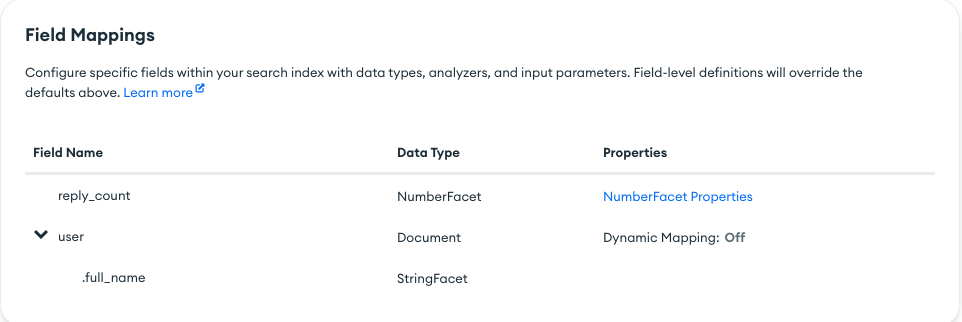 Field Mappings
Configure specific fields within your search index with data types, analyzers, and input parameters. Field-level definitions will override the
defaults above. Learn more
Field Name Data Type Properties
reply_count NumberFacet NumberFacet Properties
user Document Dynamic Mapping: Off
.full_name StringFacet